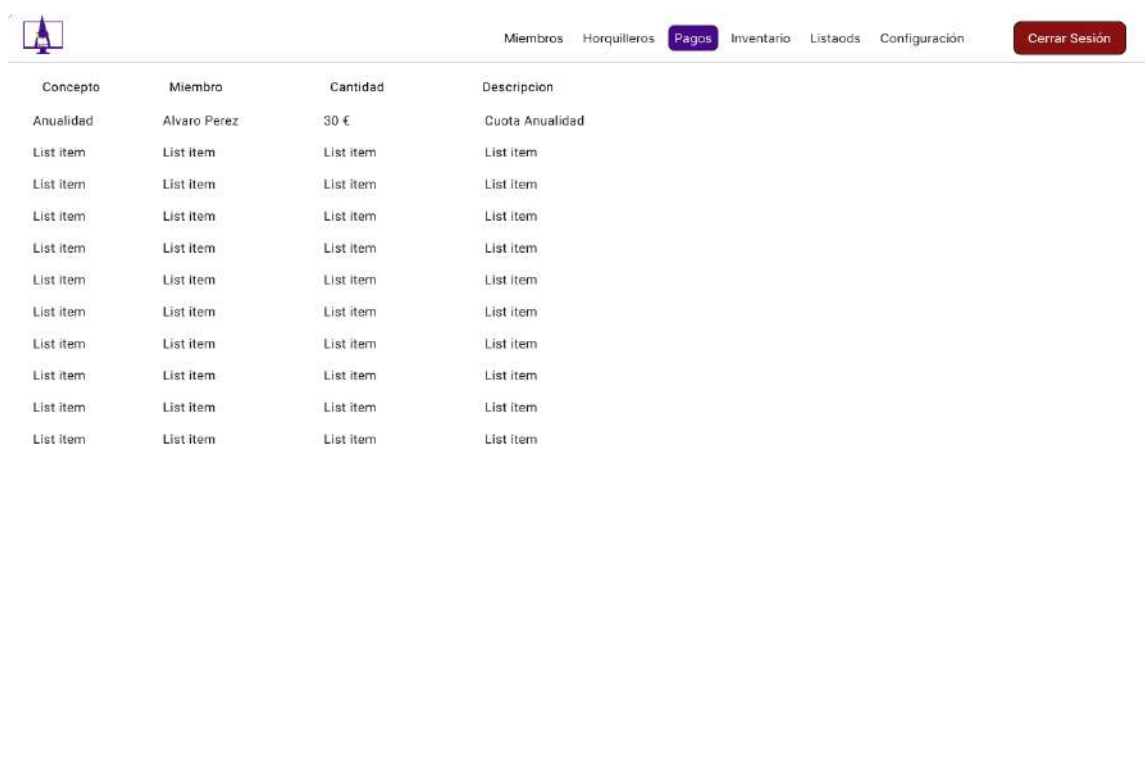 Miembros Horquilleros Pagos Inventario Listaods Configuración Cerrar Sesión
Concepto Miembro Cantidad Descripcion
Anualidad Alvaro Perez 30 € Cuota Anualidad
List item List item List item List item
List item List item List item List item
List item List item List item List item
List item List item List item List item
List item List item List item List item
List item List item List item List item
List item List item List item List item
List item List item List item List item
List item List item List item List item
List item List item List item List item